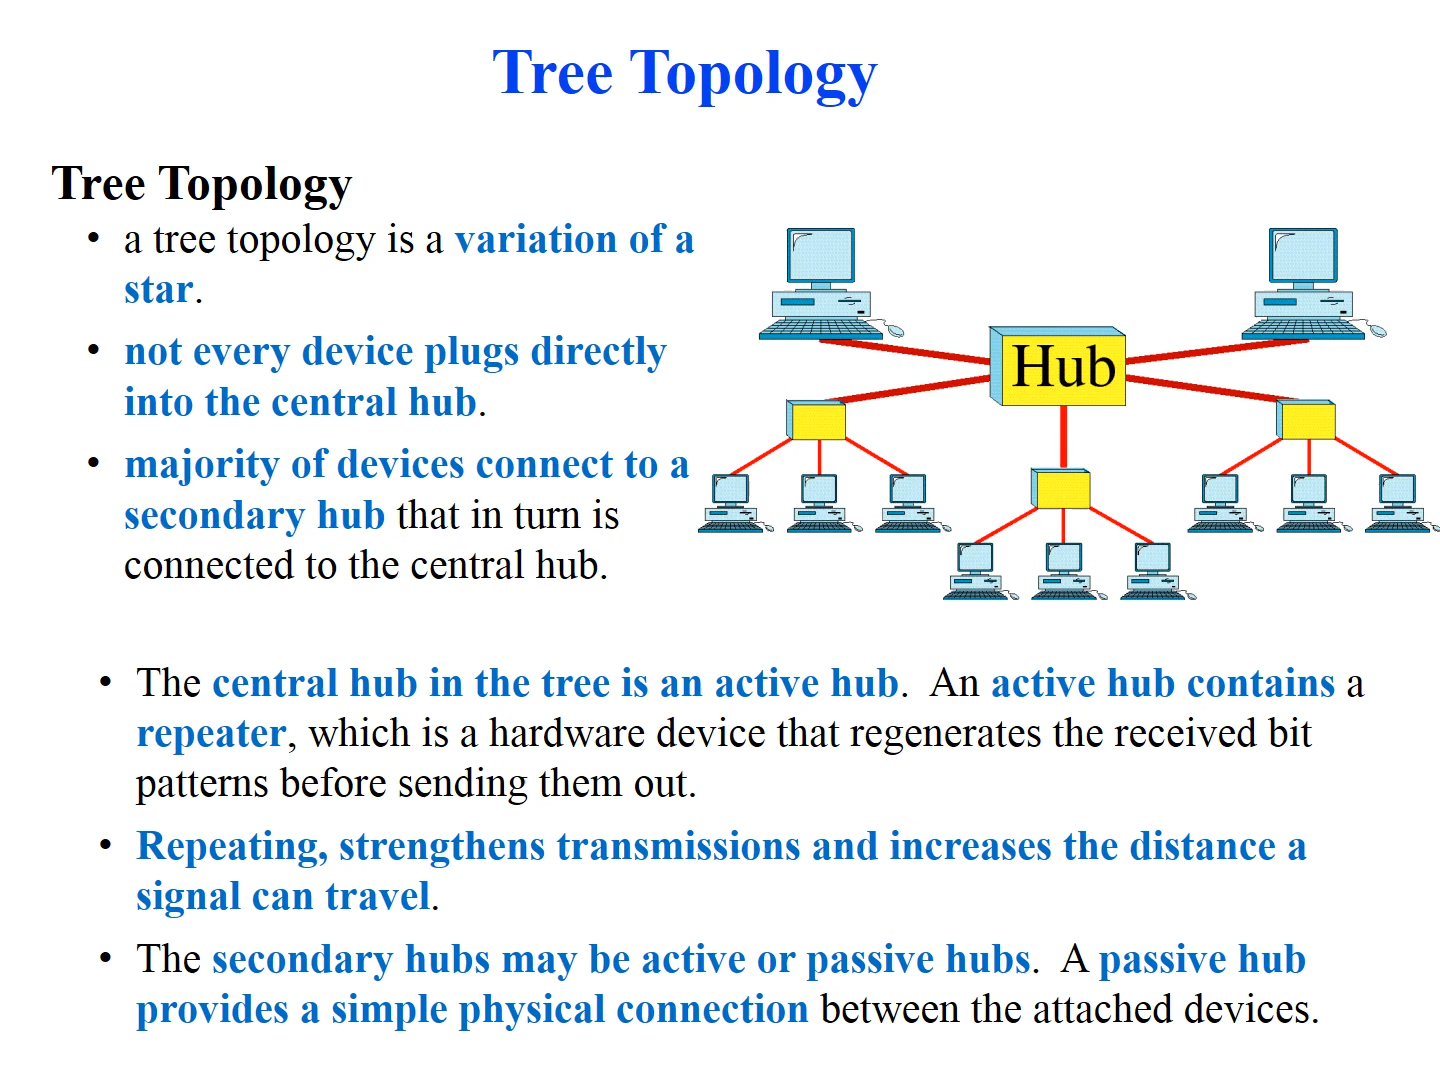 Tree Topology
Tree Topology
• a tree topology is a variation of a
star.
• not every device plugs directly
into the central hub.
• majority of devices connect to a
secondary hub that in turn is
connected to the central hub.
Hub
• The central hub in the tree is an active hub. An active hub contains a
repeater, which is a hardware device that regenerates the received bit
patterns before sending them out.
• Repeating, strengthens transmissions and increases the distance a
signal can travel.
• The secondary hubs may be active or passive hubs. A passive hub
provides a simple physical connection between the attached devices.